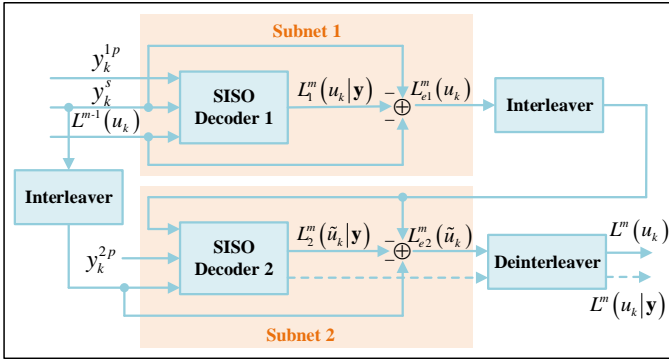 Subnet 1
y_k^{1p}
y_k^s
L^{m-1}(u_k)
SISO
Decoder 1
L_1^m(u_k|y)
−
−
L_{e1}^m(u_k)
Interleaver
Interleaver
y_k^{2p}
SISO
Decoder 2
L_2^m(ũ_k|y)
−
−
L_{e2}^m(ũ_k)
Deinterleaver
L^m(u_k)
L^m(u_k|y)
Subnet 2